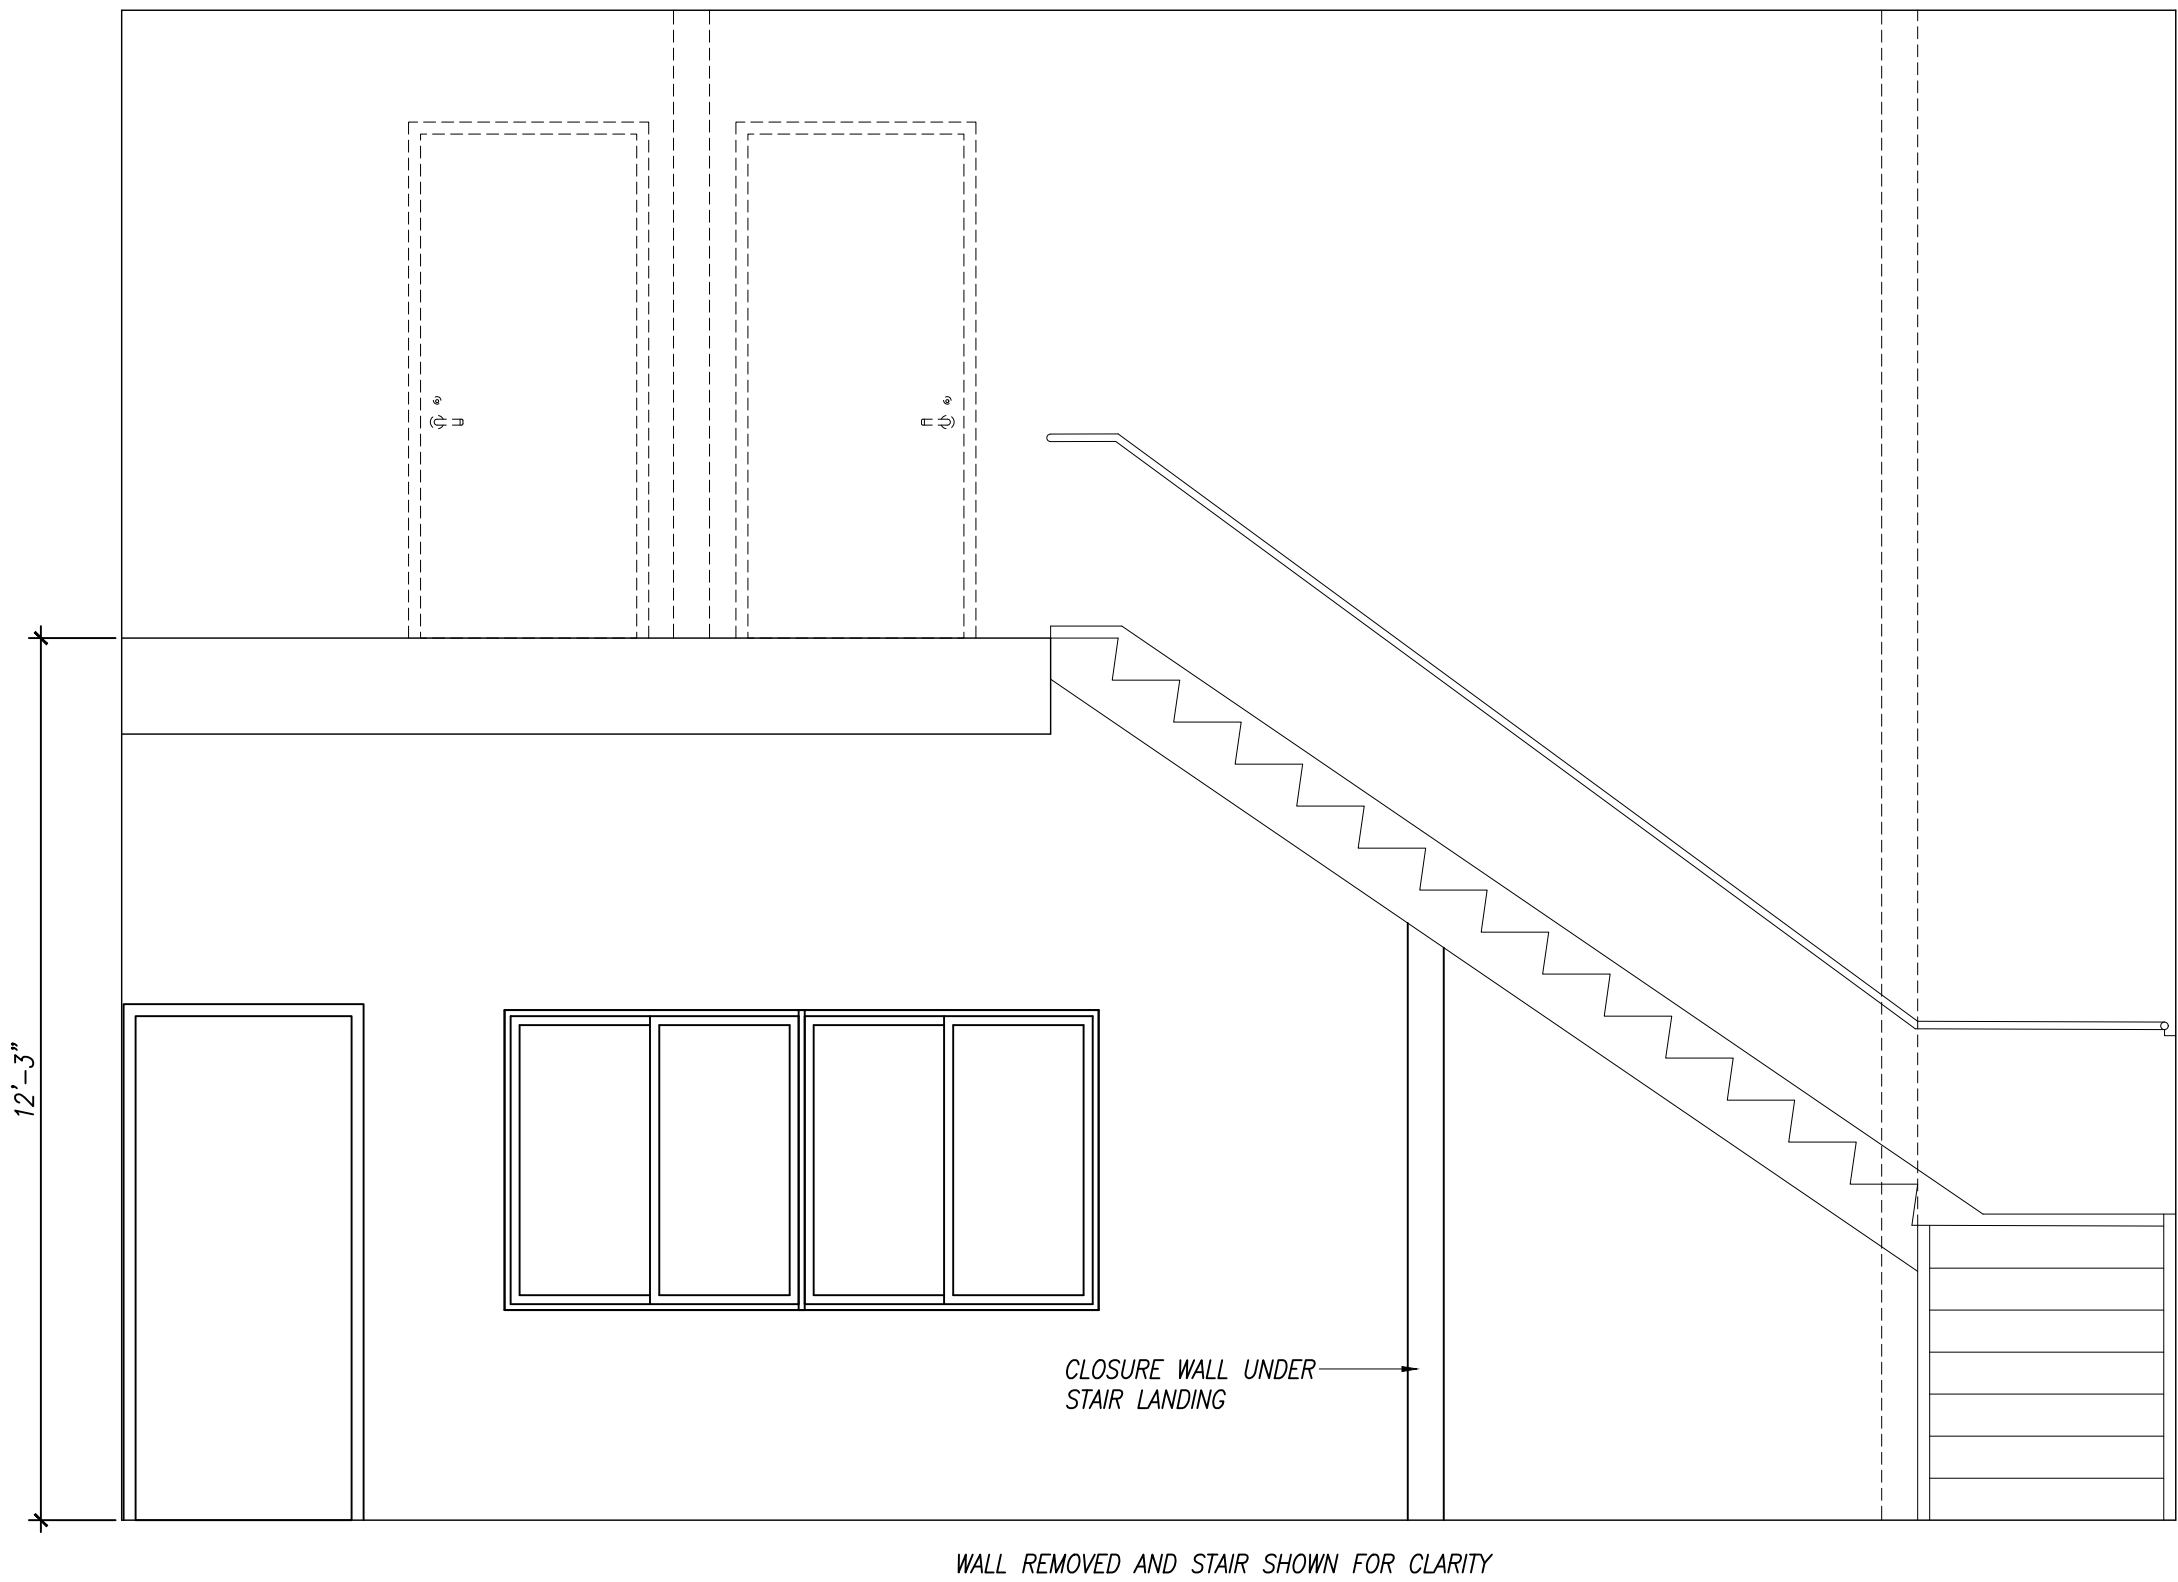 12'-3"
CLOSURE WALL UNDER
STAIR LANDING
WALL REMOVED AND STAIR SHOWN FOR CLARITY